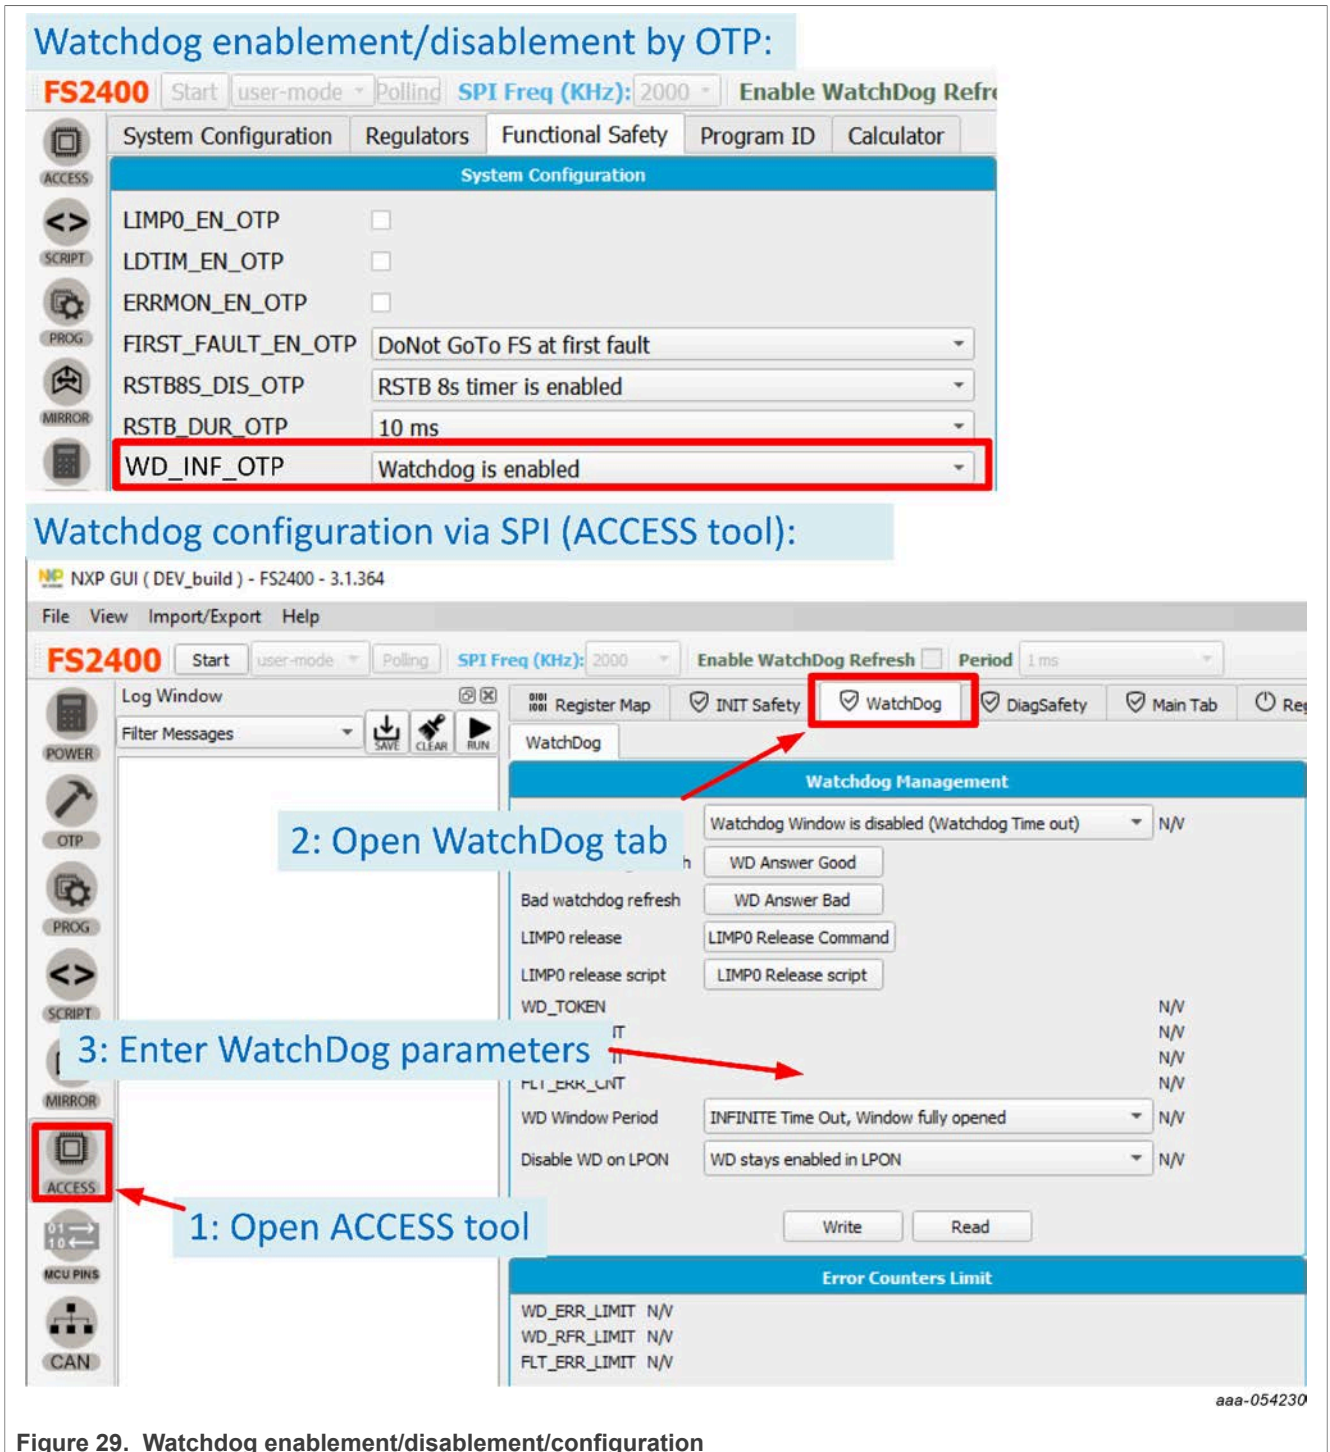 Watchdog enablement/disablement by OTP:
FS2400 Start user-mode Polling SPI Freq (KHz): 2000 Enable WatchDog Refre
System Configuration Regulators Functional Safety Program ID Calculator
ACCESS
System Configuration
LIMP0_EN_OTP
SCRIPT
LDTIM_EN_OTP
ERRMON_EN_OTP
PROG
FIRST_FAULT_EN_OTP DoNot GoTo FS at first fault
RSTB8S_DIS_OTP RSTB 8s timer is enabled
MIRROR
RSTB_DUR_OTP 10 ms
WD_INF_OTP Watchdog is enabled
Watchdog configuration via SPI (ACCESS tool):
NXP NXP GUI ( DEV_build ) - FS2400 - 3.1.364
File View Import/Export Help
FS2400 Start user-mode Polling SPI Freq (KHz): 2000 Enable WatchDog Refresh Period 1 ms
Log Window
0101 1001 Register Map INIT Safety WatchDog DiagSafety Main Tab Reg
Filter Messages SAVE CLEAR RUN
POWER
WatchDog
Watchdog Management
2: Open WatchDog tab
Watchdog Window is disabled (Watchdog Time out) N/V
OTP
h WD Answer Good
Bad watchdog refresh WD Answer Bad
PROG
LIMP0 release LIMP0 Release Command
LIMP0 release script LIMP0 Release script
SCRIPT
WD_TOKEN N/V
N/V
3: Enter WatchDog parameters
N/V
FLT_ERR_CNT N/V
MIRROR
WD Window Period INFINITE Time Out, Window fully opened N/V
Disable WD on LPON WD stays enabled in LPON N/V
ACCESS
1: Open ACCESS tool
Write Read
01 10
MCU PINS
Error Counters Limit
WD_ERR_LIMIT N/V
WD_RFR_LIMIT N/V
FLT_ERR_LIMIT N/V
CAN
aaa-054230
Figure 29. Watchdog enablement/disablement/configuration